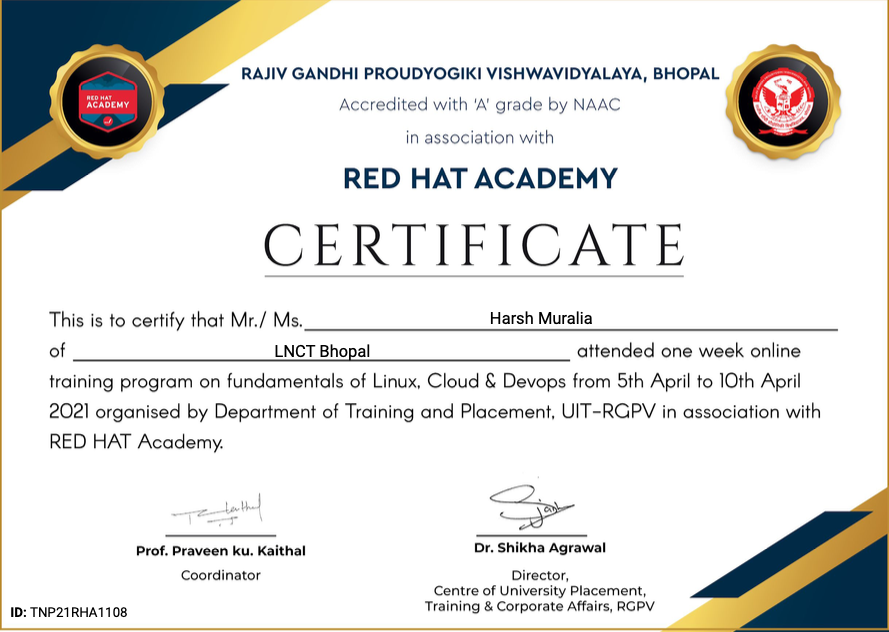 RAJIV GANDHI PROUDYOGIKI VISHWAVIDYALAYA, BHOPAL
Accredited with 'A' grade by NAAC
in association with
RED HAT
ACADEMY
RED HAT ACADEMY
CERTIFICATE
This is to certify that Mr./ Ms. Harsh Muralia
of LNCT Bhopal attended one week online
training program on fundamentals of Linux, Cloud & Devops from 5th April to 10th April
2021 organised by Department of Training and Placement, UIT-RGPV in association with
RED HAT Academy.
Prof. Praveen ku. Kaithal
Coordinator
Dr. Shikha Agrawal
Director,
Centre of University Placement,
Training & Corporate Affairs, RGPV
ID: TNP21RHA1108